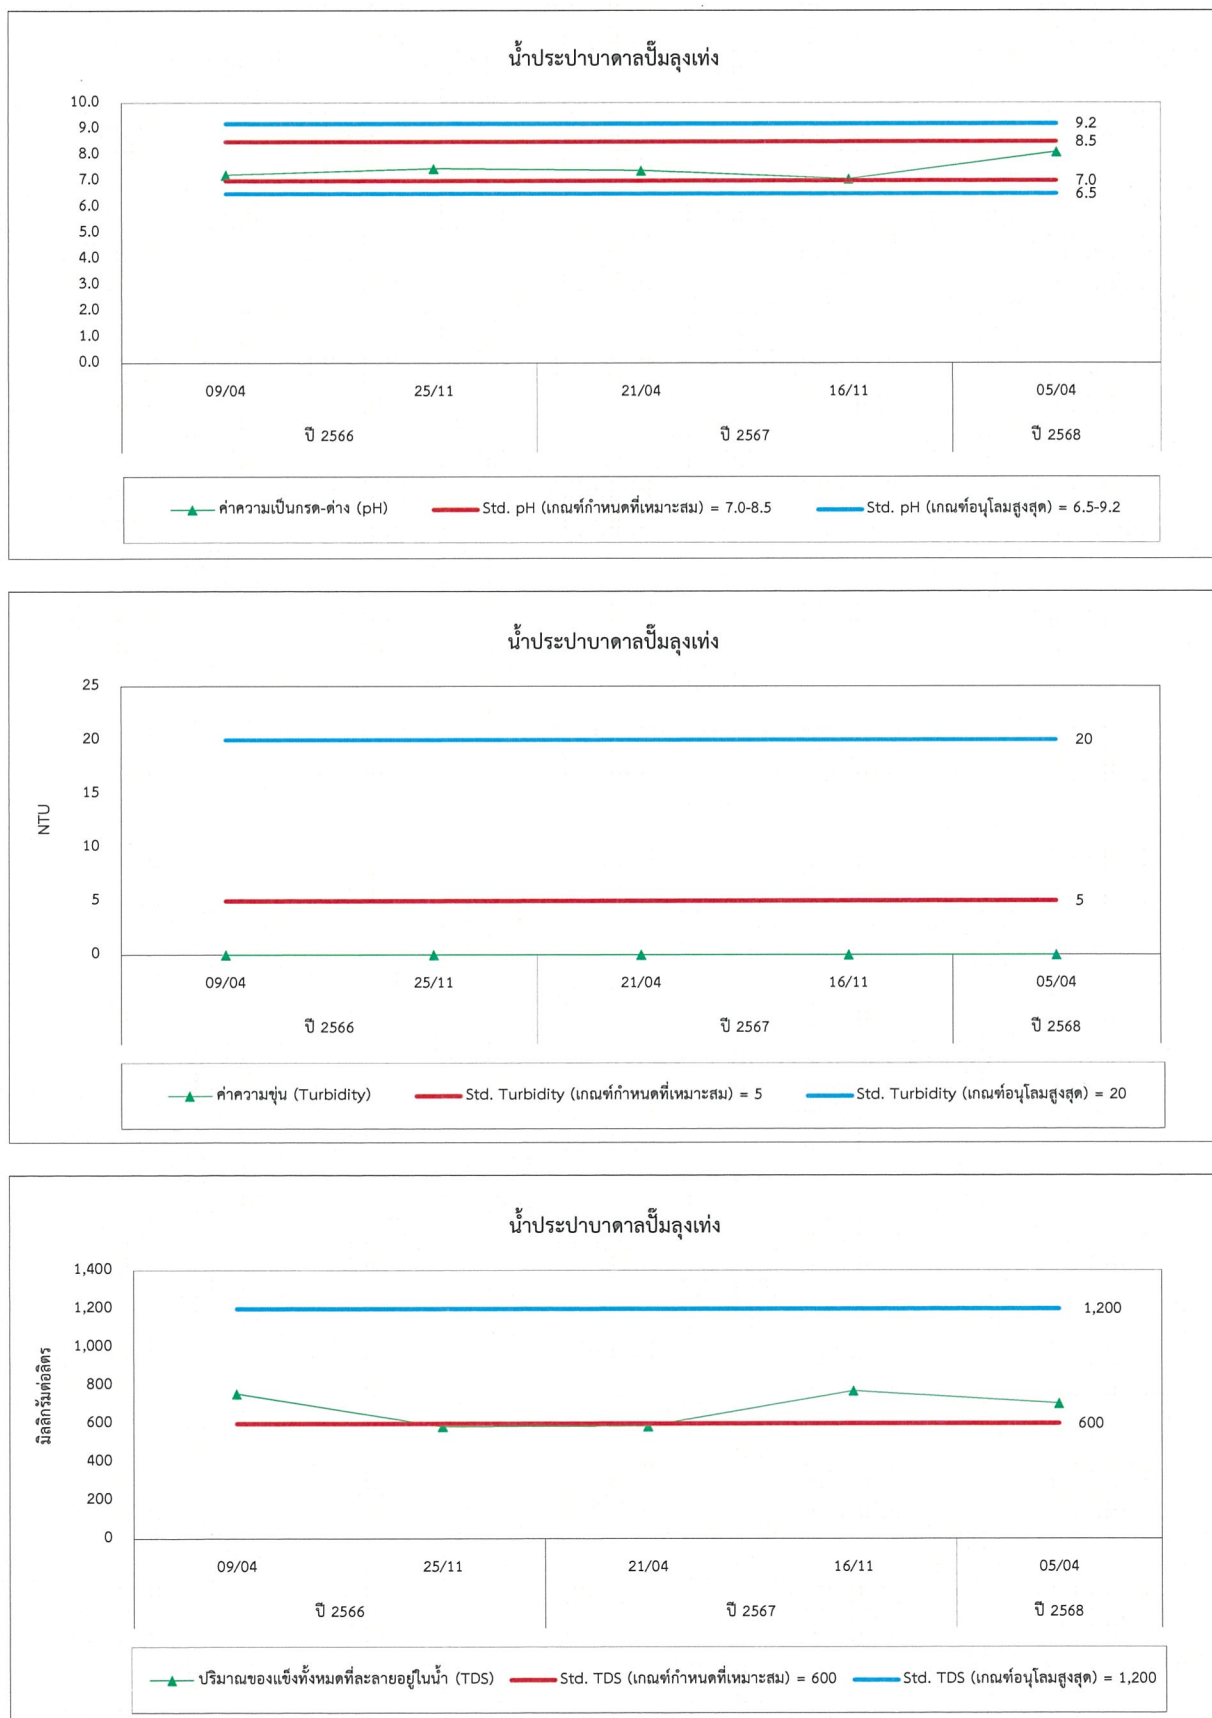 น้ำประปาบาดาลปั๊มลุงเท่ง
10.0
9.0
8.0
7.0
6.0
5.0
4.0
3.0
2.0
1.0
0.0
9.2
8.5
7.0
6.5
09/04 25/11 21/04 16/11 05/04
ปี 2566 ปี 2567 ปี 2568
ค่าความเป็นกรด-ด่าง (pH) Std. pH (เกณฑ์กำหนดที่เหมาะสม) = 7.0-8.5 Std. pH (เกณฑ์อนุโลมสูงสุด) = 6.5-9.2
น้ำประปาบาดาลปั๊มลุงเท่ง
NTU
25
20
15
10
5
0
20
5
09/04 25/11 21/04 16/11 05/04
ปี 2566 ปี 2567 ปี 2568
ค่าความขุ่น (Turbidity) Std. Turbidity (เกณฑ์กำหนดที่เหมาะสม) = 5 Std. Turbidity (เกณฑ์อนุโลมสูงสุด) = 20
น้ำประปาบาดาลปั๊มลุงเท่ง
มิลลิกรัมต่อลิตร
1,400
1,200
1,000
800
600
400
200
0
1,200
600
09/04 25/11 21/04 16/11 05/04
ปี 2566 ปี 2567 ปี 2568
ปริมาณของแข็งทั้งหมดที่ละลายอยู่ในน้ำ (TDS) Std. TDS (เกณฑ์กำหนดที่เหมาะสม) = 600 Std. TDS (เกณฑ์อนุโลมสูงสุด) = 1,200